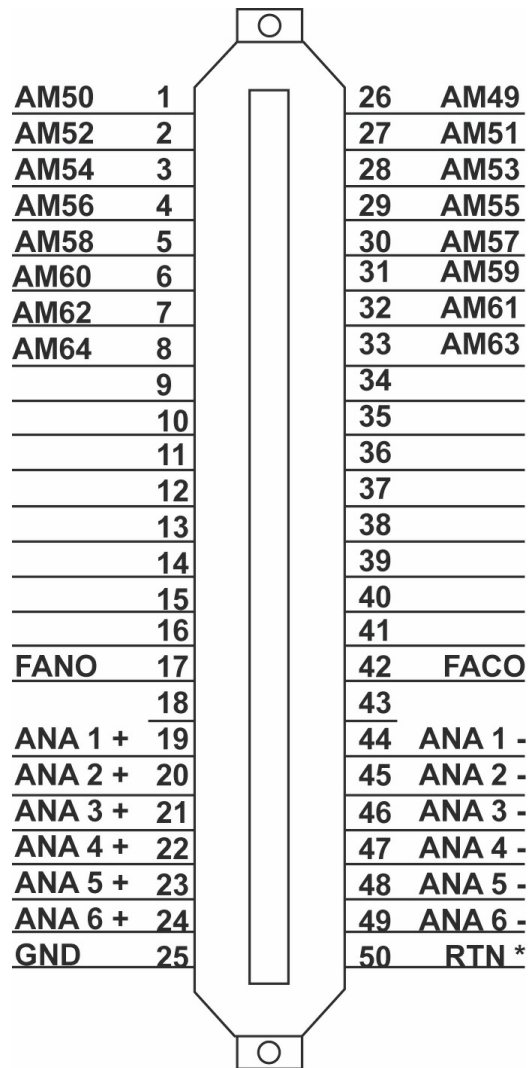 AM50 1 26 AM49
AM52 2 27 AM51
AM54 3 28 AM53
AM56 4 29 AM55
AM58 5 30 AM57
AM60 6 31 AM59
AM62 7 32 AM61
AM64 8 33 AM63
9 34
10 35
11 36
12 37
13 38
14 39
15 40
16 41
FANO 17 42 FACO
18 43
ANA 1 + 19 44 ANA 1 -
ANA 2 + 20 45 ANA 2 -
ANA 3 + 21 46 ANA 3 -
ANA 4 + 22 47 ANA 4 -
ANA 5 + 23 48 ANA 5 -
ANA 6 + 24 49 ANA 6 -
GND 25 50 RTN *